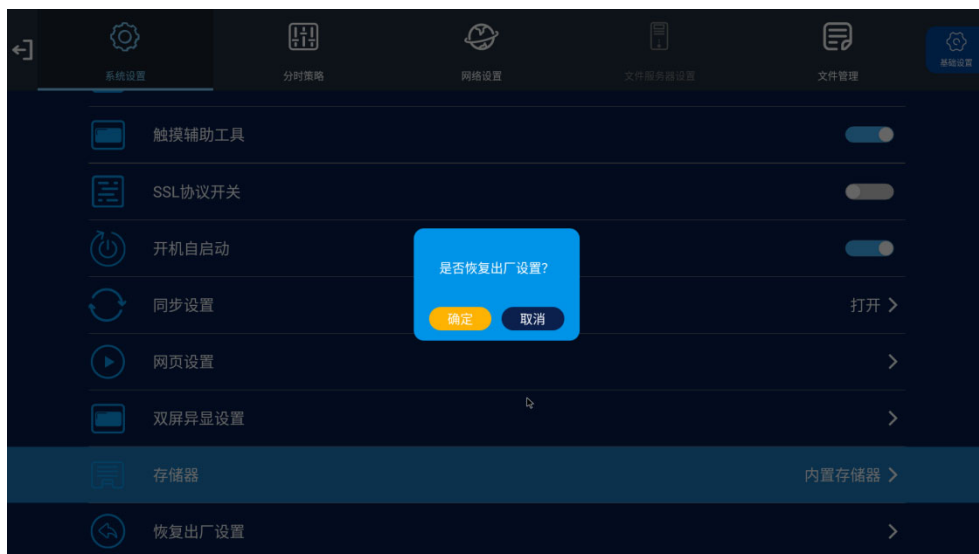 系统设置
分时策略
网络设置
文件服务器设置
文件管理
基础设置
触摸辅助工具
SSL协议开关
开机自启动
是否恢复出厂设置?
确定
取消
同步设置
打开
网页设置
双屏异显设置
存储器
内置存储器
恢复出厂设置